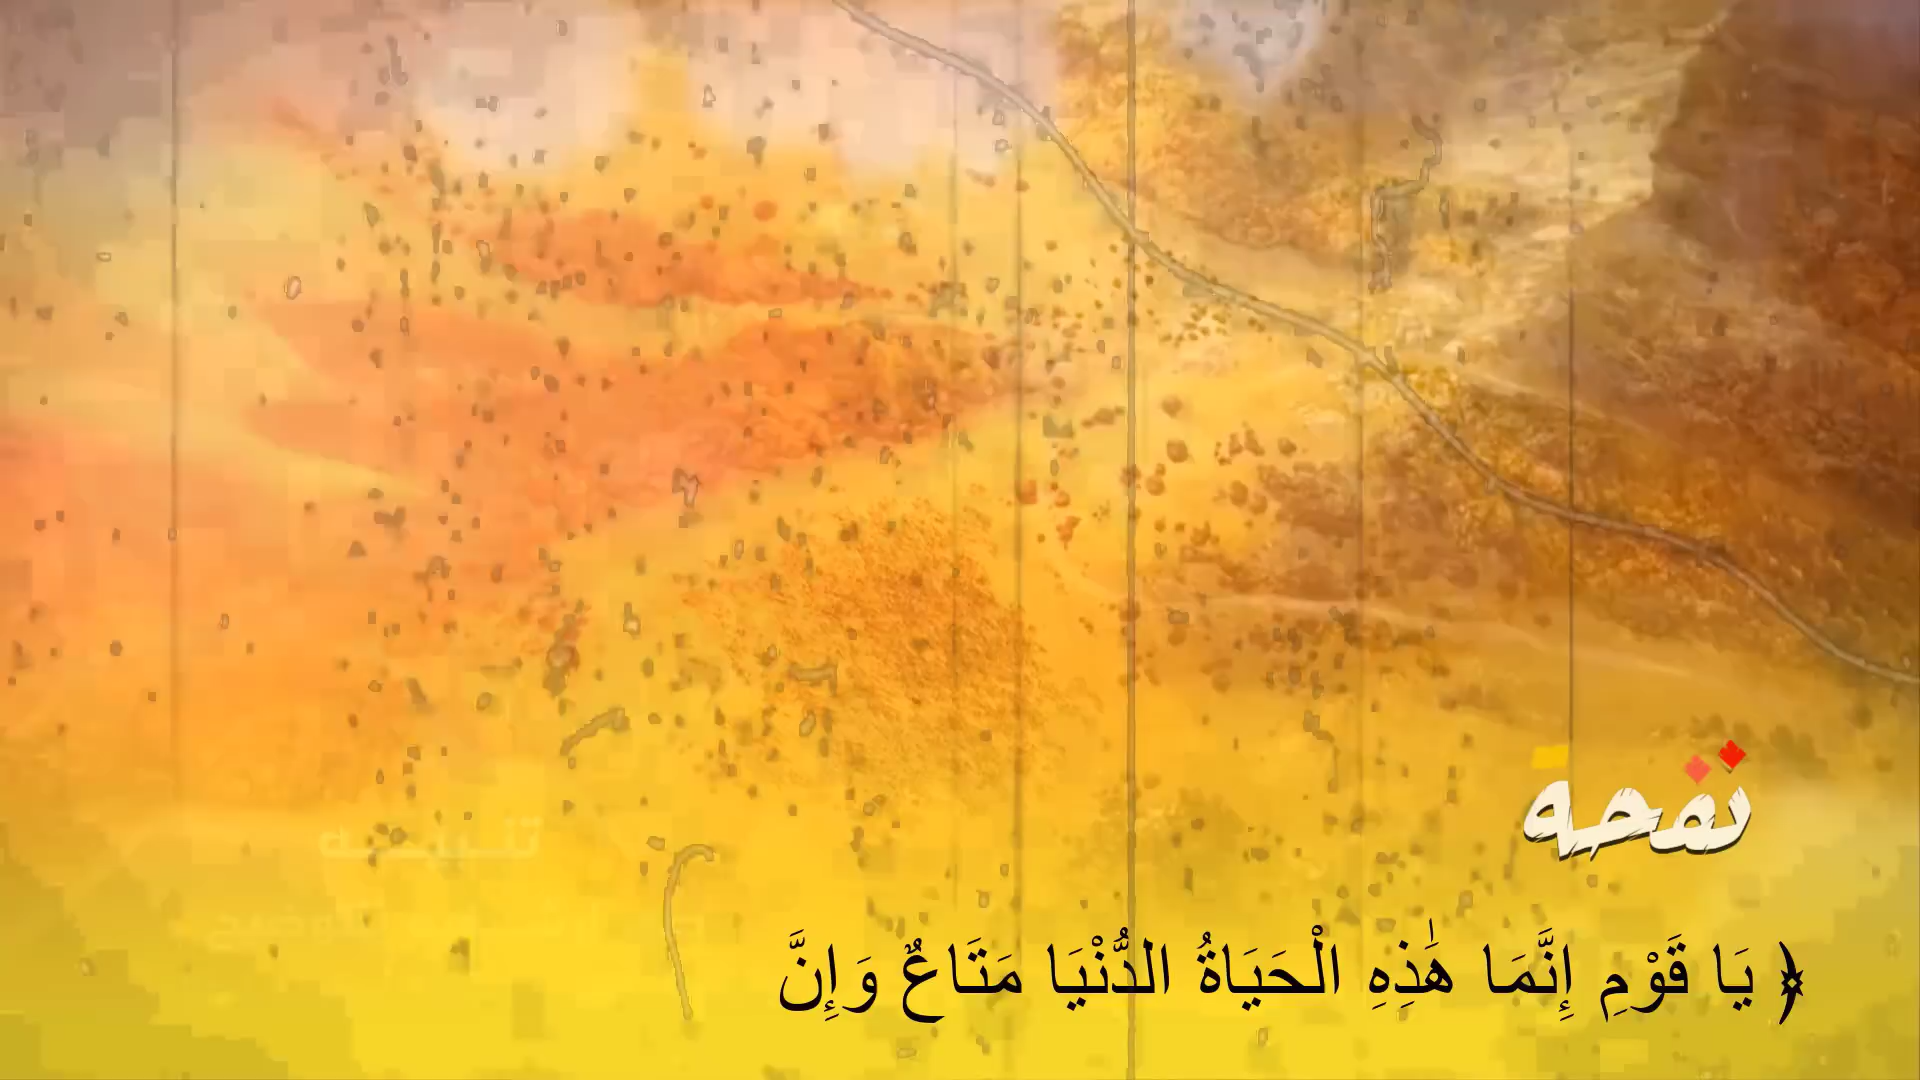 نفحة
﴿ يَا قَوْمِ إِنَّمَا هَٰذِهِ الْحَيَاةُ الدُّنْيَا مَتَاعٌ وَإِنَّ